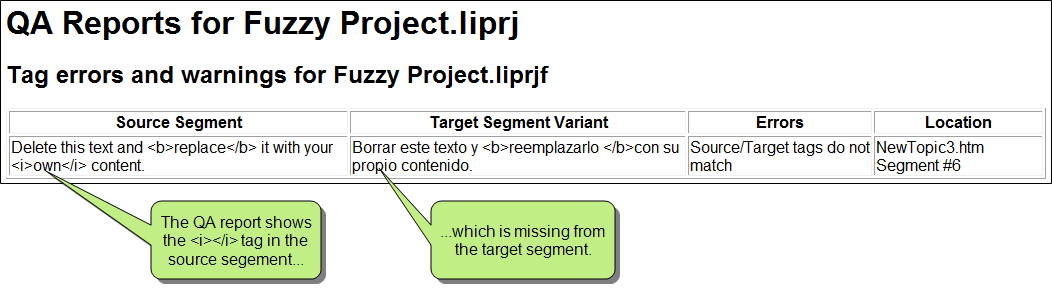 QA Reports for Fuzzy Project.liprj
Tag errors and warnings for Fuzzy Project.liprjf
Source Segment Target Segment Variant Errors Location
Delete this text and <b>replace</b> it with your
<i>own</i> content.
Borrar este texto y <b>reemplazarlo </b>con su
propio contenido.
Source/Target tags do not
match
NewTopic3.htm
Segment #6
The QA report shows
the <i></i> tag in the
source segement...
...which is missing from
the target segment.